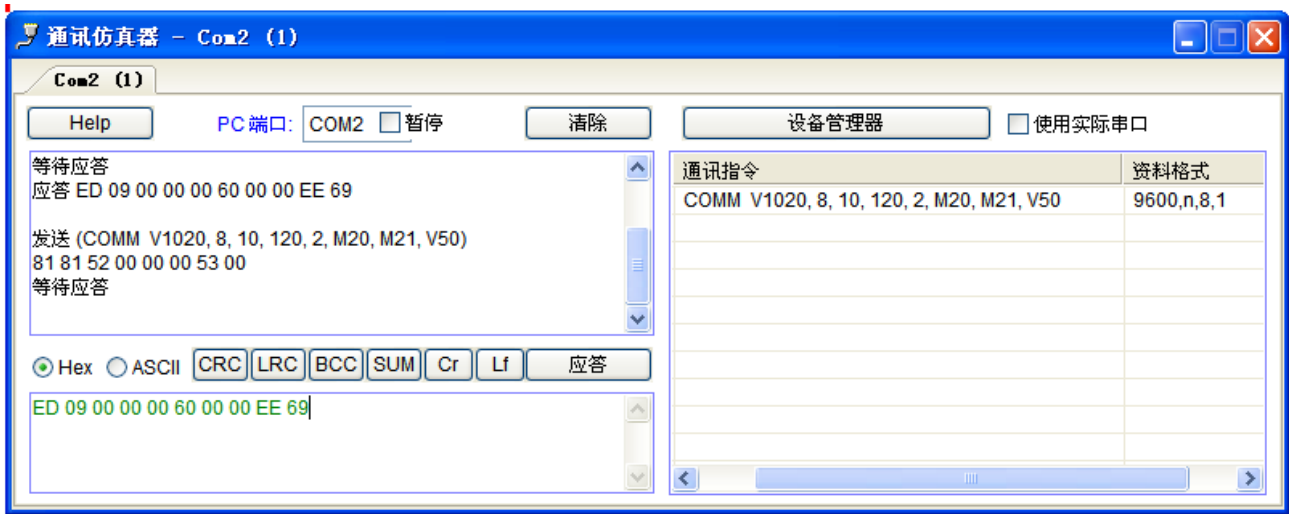 通讯仿真器 - Com2 (1)
Com2 (1)
Help PC 端口: COM2 暂停 清除 设备管理器 使用实际串口
等待应答
应答 ED 09 00 00 00 60 00 00 EE 69
发送 (COMM V1020, 8, 10, 120, 2, M20, M21, V50)
81 81 52 00 00 00 53 00
等待应答
Hex ASCII CRC LRC BCC SUM Cr Lf 应答
ED 09 00 00 00 60 00 00 EE 69
通讯指令 资料格式
COMM V1020, 8, 10, 120, 2, M20, M21, V50 9600,n,8,1